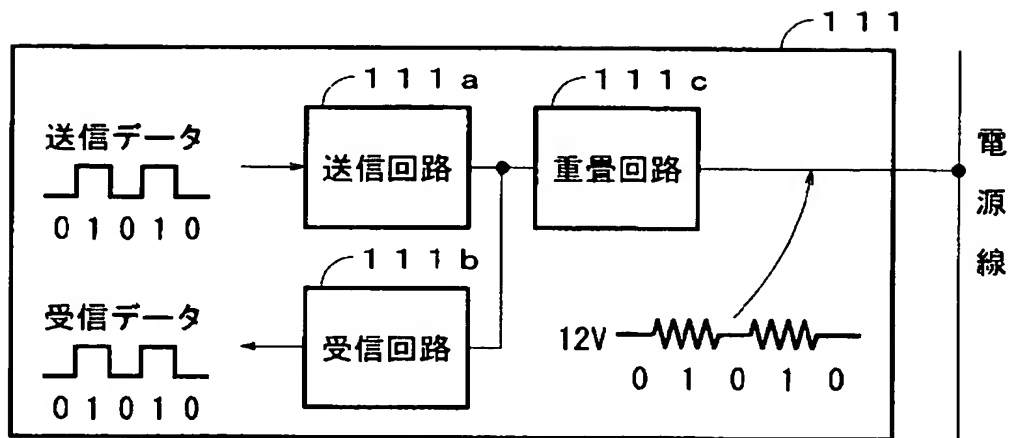 111
111a
111c
送信データ
01010
送信回路
重畳回路
電源線
111b
受信データ
01010
受信回路
12V
01010